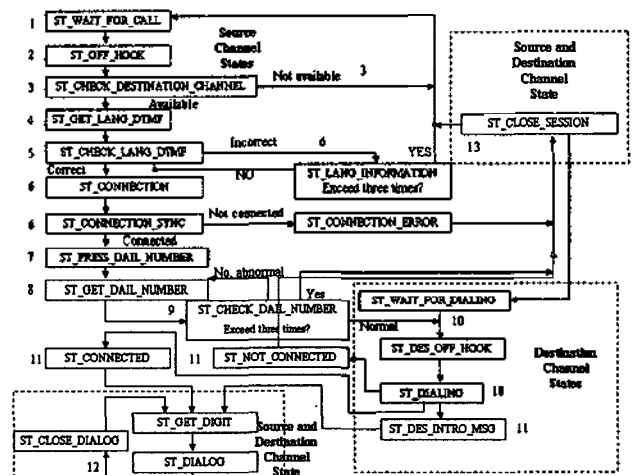 1 ST_WAIT_FOR_CALL
Source
Channel
States
2 ST_OFF_HOOK
3 ST_CHECK_DESTINATION_CHANNEL
Not available 3
Available
4 ST_GET_LANG_DTMF
5 ST_CHECK_LANG_DTMF
Incorrect 6
YES
Correct
NO
ST_LANG_INFORMATION
Exceed three times?
Source and
Destination
Channel
State
ST_CLOSE_SESSION
13
6 ST_CONNECTION
6 ST_CONNECTION_SYNC
Not connected
ST_CONNECTION_ERROR
Connected
7 ST_PRESS_DAIL_NUMBER
No, abnormal
8 ST_GET_DAIL_NUMBER
Yes
9 ST_CHECK_DAIL_NUMBER
Exceed three times?
Normal
ST_WAIT_FOR_DIALING
10
ST_DES_OFF_HOOK
Destination
Channel
States
11 ST_CONNECTED
11 ST_NOT_CONNECTED
ST_DIALING 10
ST_DES_INTRO_MSG 11
ST_GET_DIGIT
Source and
Destination
Channel
State
ST_CLOSE_DIALOG
ST_DIALOG
12